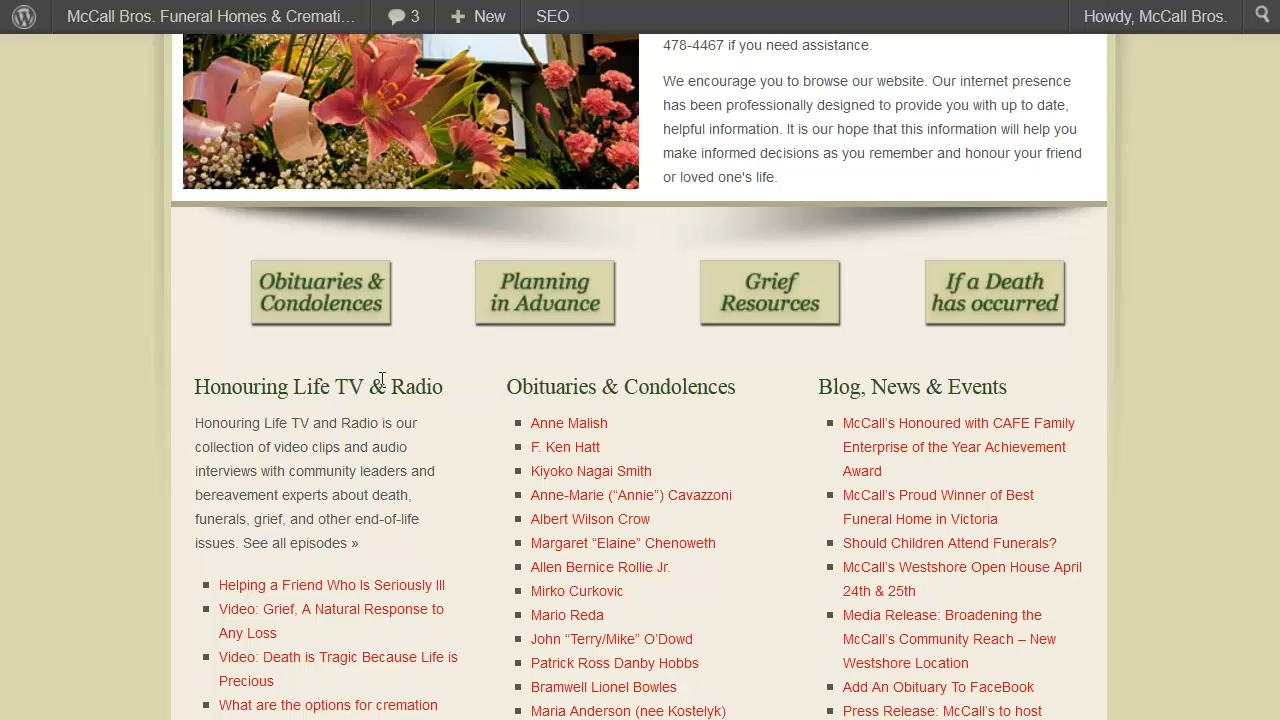 McCall Bros. Funeral Homes & Cremati...
3
New
SEO
Howdy, McCall Bros.
478-4467 if you need assistance.
We encourage you to browse our website. Our internet presence
has been professionally designed to provide you with up to date,
helpful information. It is our hope that this information will help you
make informed decisions as you remember and honour your friend
or loved one's life.
Obituaries &
Condolences
Planning
in Advance
Grief
Resources
If a Death
has occurred
Honouring Life TV & Radio
Honouring Life TV and Radio is our
collection of video clips and audio
interviews with community leaders and
bereavement experts about death,
funerals, grief, and other end-of-life
issues. See all episodes »
Helping a Friend Who Is Seriously Ill
Video: Grief, A Natural Response to
Any Loss
Video: Death is Tragic Because Life is
Precious
What are the options for cremation
Obituaries & Condolences
Anne Malish
F. Ken Hatt
Kiyoko Nagai Smith
Anne-Marie (“Annie”) Cavazzoni
Albert Wilson Crow
Margaret “Elaine” Chenoweth
Allen Bernice Rollie Jr.
Mirko Curkovic
Mario Reda
John “Terry/Mike” O’Dowd
Patrick Ross Danby Hobbs
Bramwell Lionel Bowles
Maria Anderson (nee Kostelyk)
Blog, News & Events
McCall’s Honoured with CAFE Family
Enterprise of the Year Achievement
Award
McCall’s Proud Winner of Best
Funeral Home in Victoria
Should Children Attend Funerals?
McCall’s Westshore Open House April
24th & 25th
Media Release: Broadening the
McCall’s Community Reach – New
Westshore Location
Add An Obituary To FaceBook
Press Release: McCall’s to host